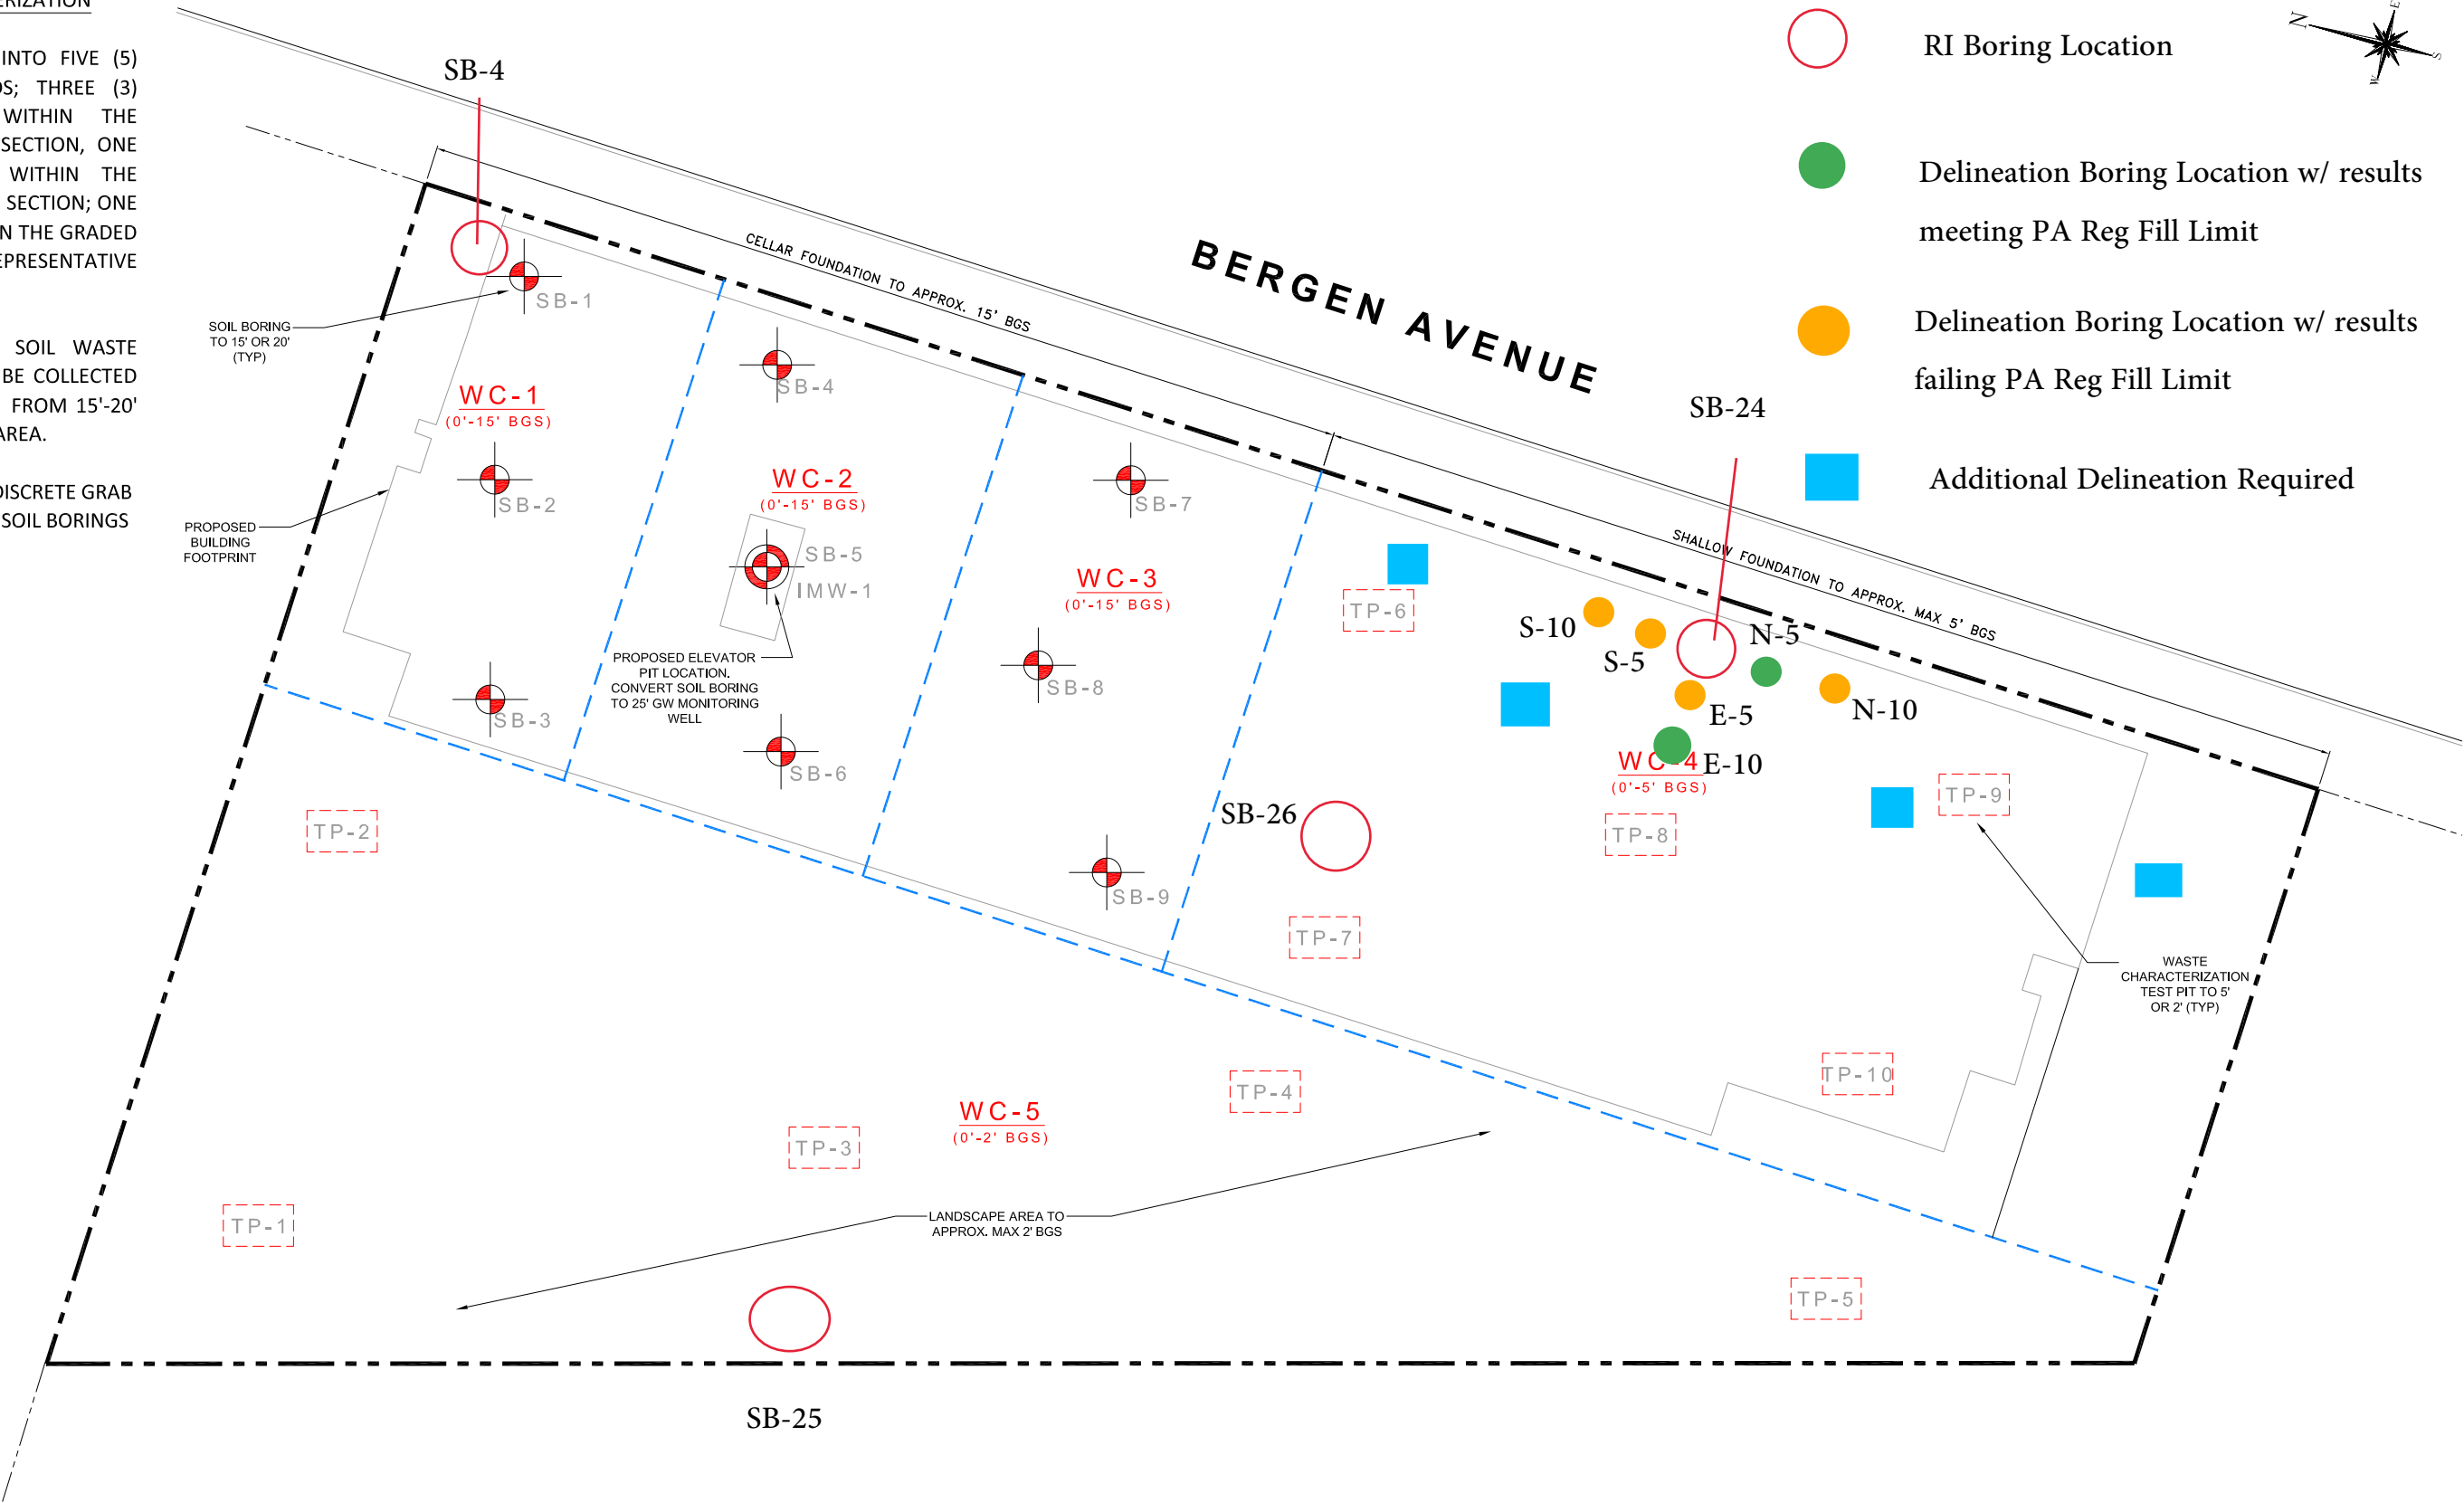 ERIZATION
INTO FIVE (5)
DS; THREE (3)
WITHIN THE
SECTION, ONE
WITHIN THE
SECTION; ONE
N THE GRADED
EPRESENTATIVE
SOIL WASTE
BE COLLECTED
FROM 15'-20'
AREA.
DISCRETE GRAB
SOIL BORINGS
RI Boring Location
Delineation Boring Location w/ results
meeting PA Reg Fill Limit
Delineation Boring Location w/ results
failing PA Reg Fill Limit
Additional Delineation Required
N
E
S
W
BERGEN AVENUE
CELLAR FOUNDATION TO APPROX. 15' BGS
SHALLOW FOUNDATION TO APPROX. MAX 5' BGS
SB-4
SB-24
SOIL BORING
TO 15' OR 20'
(TYP)
PROPOSED
BUILDING
FOOTPRINT
SB-1
WC-1
(0'-15' BGS)
SB-2
SB-3
SB-4
WC-2
(0'-15' BGS)
SB-5
IMW-1
PROPOSED ELEVATOR
PIT LOCATION.
CONVERT SOIL BORING
TO 25' GW MONITORING
WELL
SB-6
SB-7
WC-3
(0'-15' BGS)
SB-8
SB-9
TP-6
S-10
S-5
N-5
E-5
N-10
E-10
WC-4
(0'-5' BGS)
SB-26
TP-8
TP-9
TP-7
TP-10
WASTE
CHARACTERIZATION
TEST PIT TO 5'
OR 2' (TYP)
TP-2
TP-1
TP-3
WC-5
(0'-2' BGS)
TP-4
LANDSCAPE AREA TO
APPROX. MAX 2' BGS
TP-5
SB-25